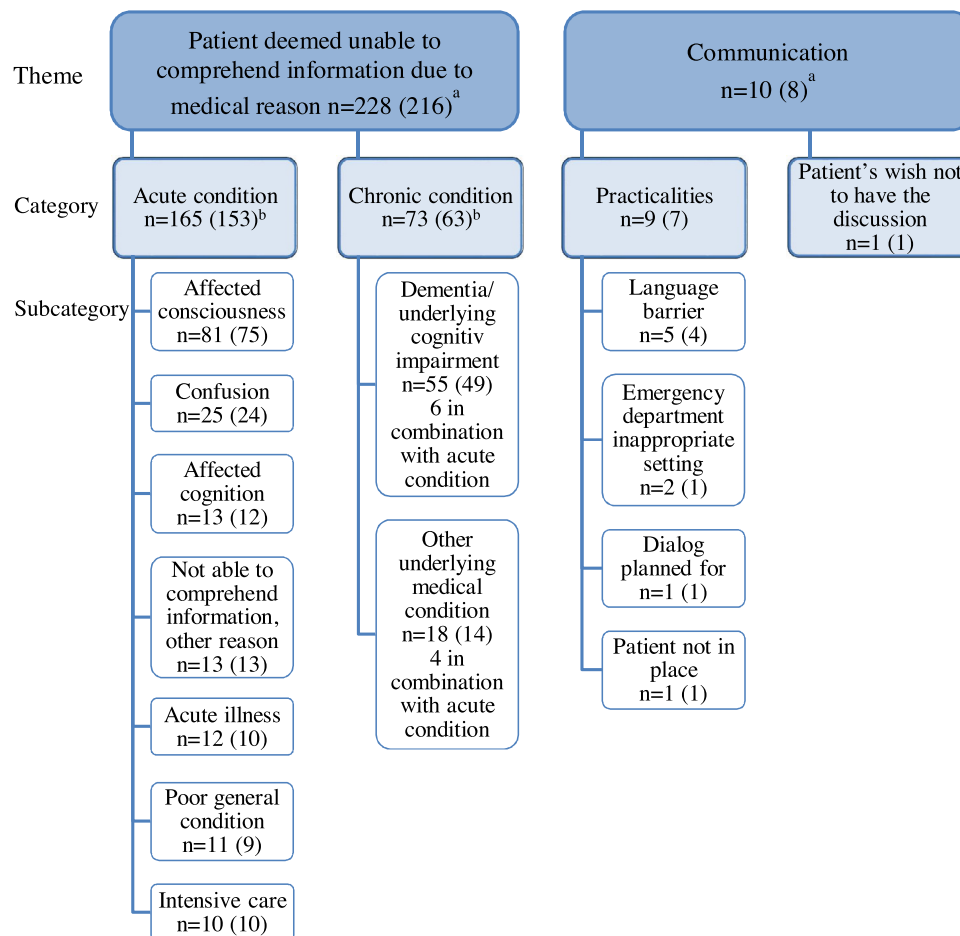 Theme
Patient deemed unable to
comprehend information due to
medical reason n=228 (216)a
Communication
n=10 (8)a
Category
Acute condition
n=165 (153)b
Chronic condition
n=73 (63)b
Practicalities
n=9 (7)
Patient's wish not
to have the
discussion
n=1 (1)
Subcategory
Affected
consciousness
n=81 (75)
Confusion
n=25 (24)
Affected
cognition
n=13 (12)
Not able to
comprehend
information,
other reason
n=13 (13)
Acute illness
n=12 (10)
Poor general
condition
n=11 (9)
Intensive care
n=10 (10)
Dementia/
underlying
cognitiv
impairment
n=55 (49)
6 in
combination
with acute
condition
Other
underlying
medical
condition
n=18 (14)
4 in
combination
with acute
condition
Language
barrier
n=5 (4)
Emergency
department
inappropriate
setting
n=2 (1)
Dialog
planned for
n=1 (1)
Patient not in
place
n=1 (1)